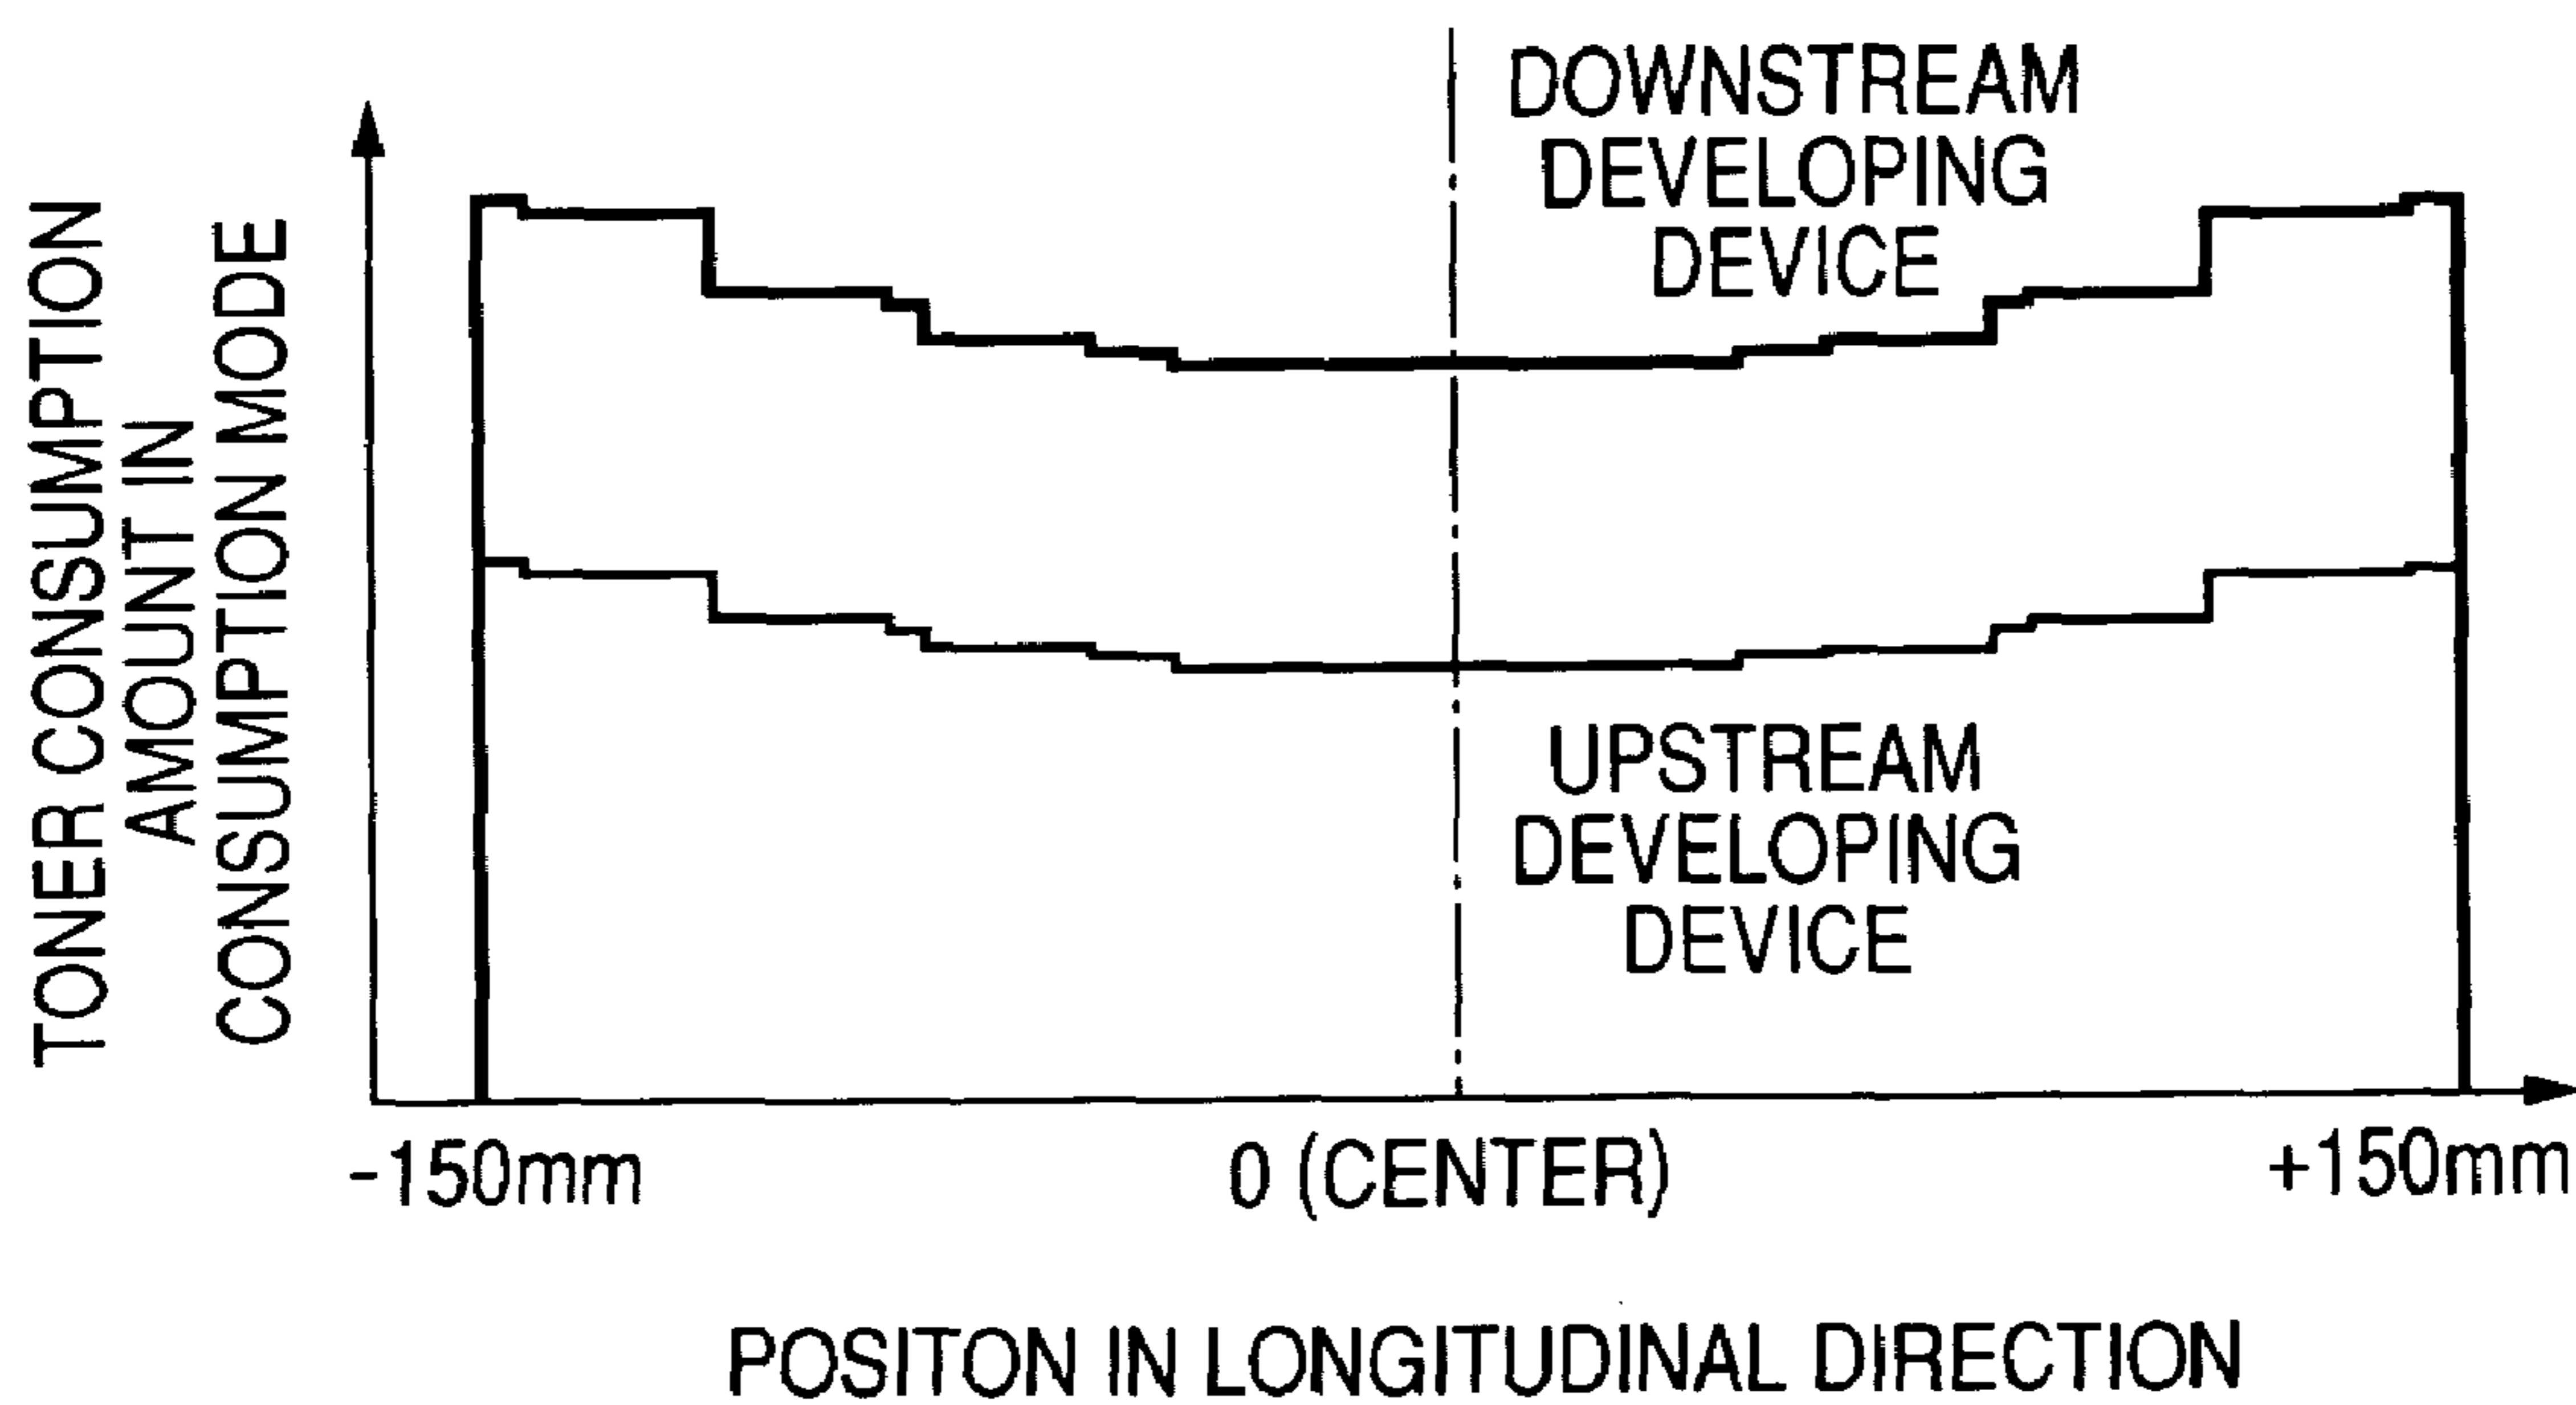 TONER CONSUMPTION
AMOUNT IN
CONSUMPTION MODE
DOWNSTREAM
DEVELOPING
DEVICE
UPSTREAM
DEVELOPING
DEVICE
-150mm
0 (CENTER)
+150mm
POSITON IN LONGITUDINAL DIRECTION